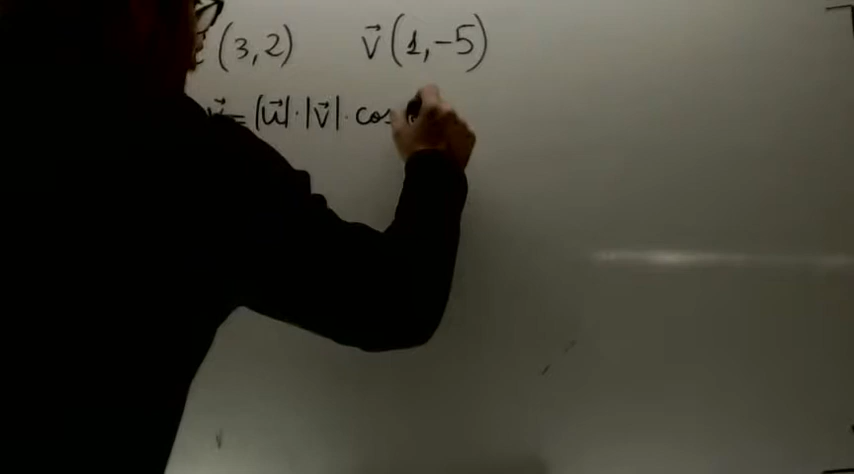 (3,2) v⃗(1,-5)
v⃗ = |u⃗|·|v⃗|·cos